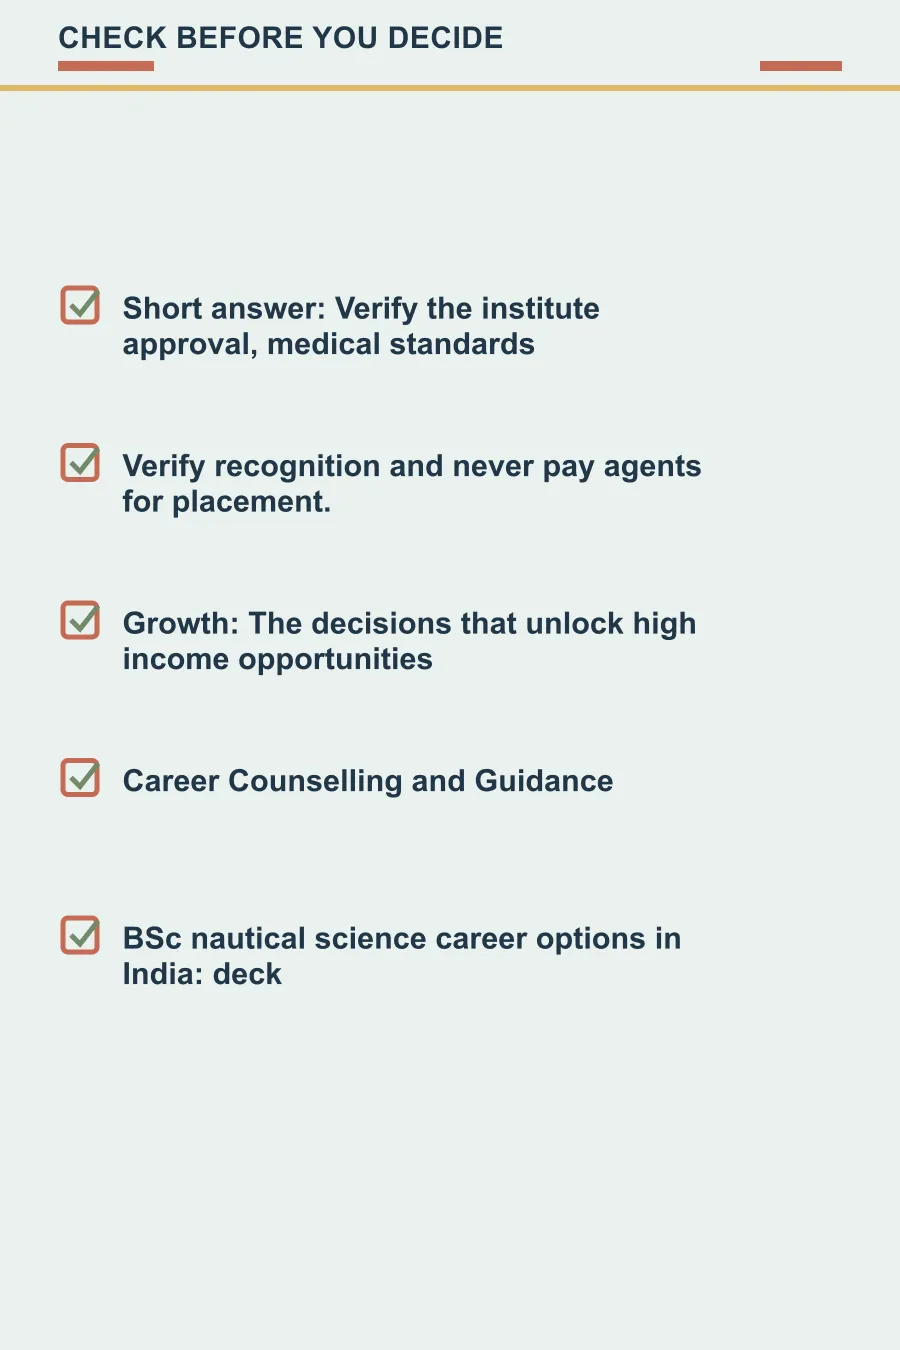 CHECK BEFORE YOU DECIDE
Short answer: Verify the institute
approval, medical standards
Verify recognition and never pay agents
for placement.
Growth: The decisions that unlock high
income opportunities
Career Counselling and Guidance
BSc nautical science career options in
India: deck